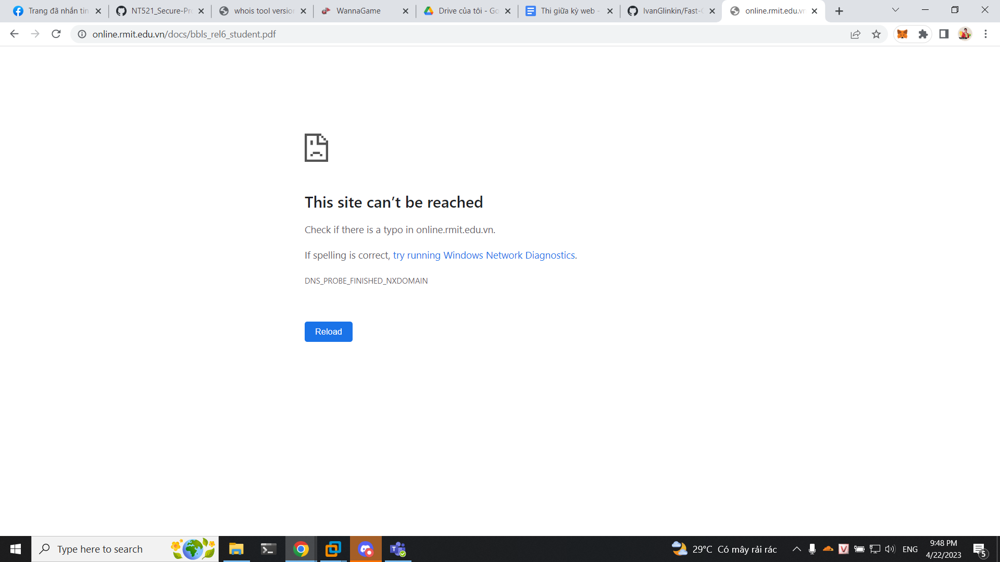 Trang đã nhắn tin
NT521_Secure-Pro
whois tool version
WannaGame
Drive của tôi - Go
Thi giữa kỳ web -
IvanGlinkin/Fast-G
online.rmit.edu.vn
online.rmit.edu.vn/docs/bbls_rel6_student.pdf
This site can’t be reached
Check if there is a typo in online.rmit.edu.vn.
If spelling is correct, try running Windows Network Diagnostics.
DNS_PROBE_FINISHED_NXDOMAIN
Reload
Type here to search
29°C Có mây rải rác
ENG
9:48 PM
4/22/2023
5